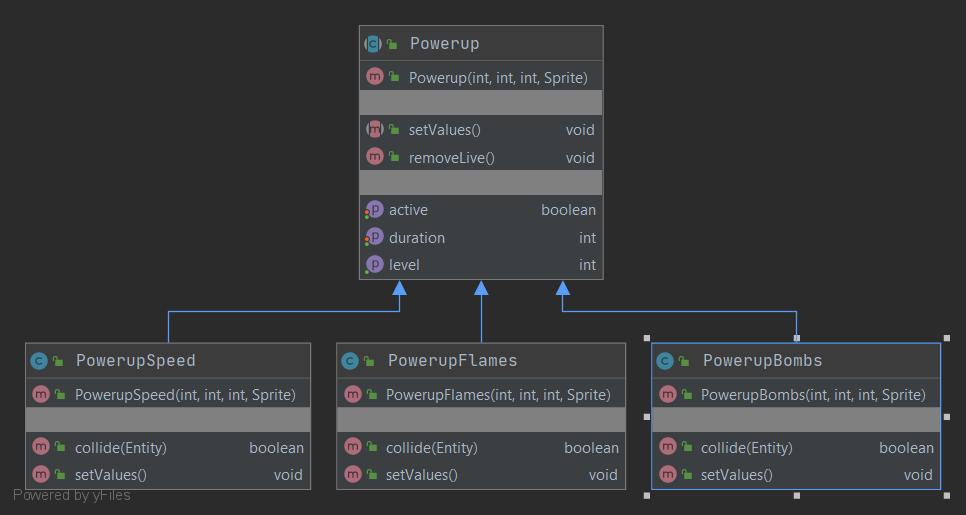 Powerup
Powerup(int, int, int, Sprite)
setValues() void
removeLive() void
active boolean
duration int
level int
PowerupSpeed
PowerupSpeed(int, int, int, Sprite)
collide(Entity) boolean
setValues() void
PowerupFlames
PowerupFlames(int, int, int, Sprite)
collide(Entity) boolean
setValues() void
PowerupBombs
PowerupBombs(int, int, int, Sprite)
collide(Entity) boolean
setValues() void
Powered by yFiles